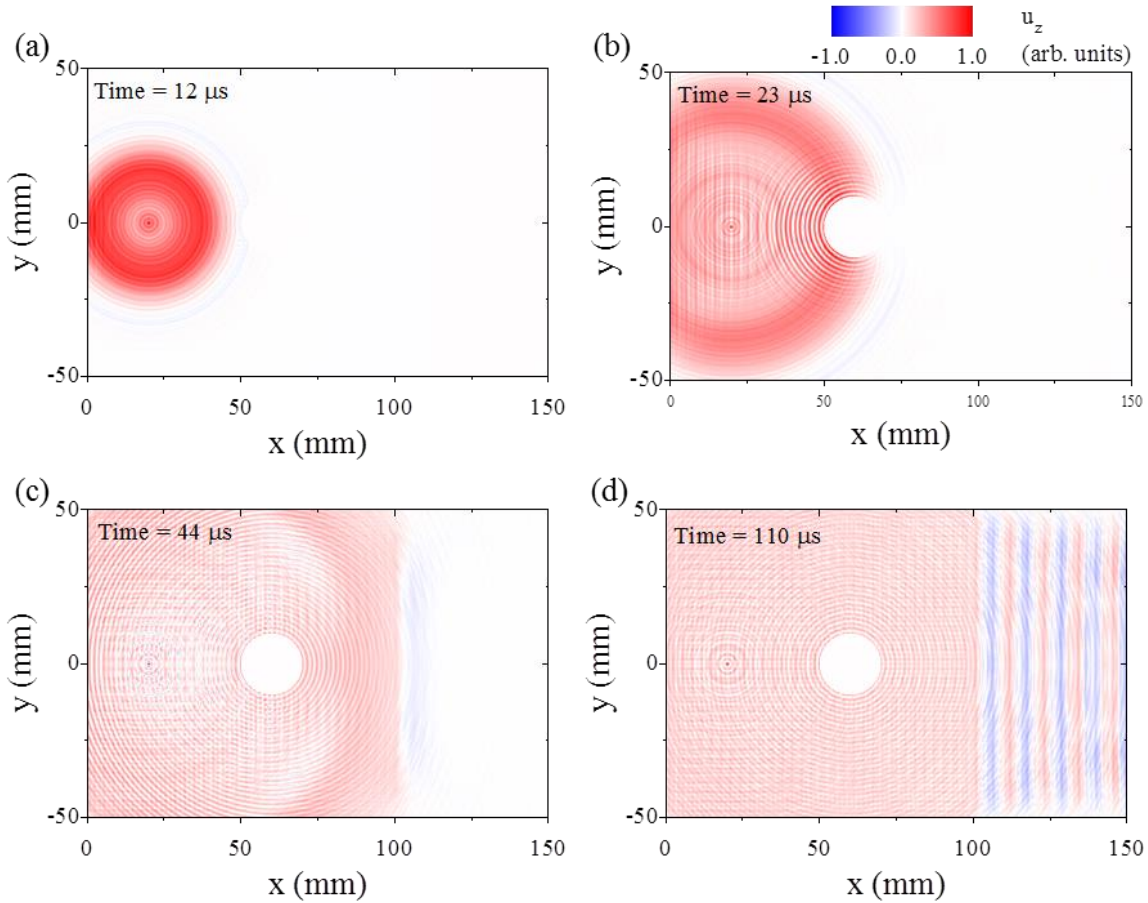 (a)
(b)
u_z
-1.0 0.0 1.0 (arb. units)
Time = 12 μs
50
0
-50
y (mm)
0 50 100 150
x (mm)
Time = 23 μs
50
0
-50
y (mm)
0 50 100 150
x (mm)
(c)
(d)
Time = 44 μs
50
0
-50
y (mm)
0 50 100 150
x (mm)
Time = 110 μs
50
0
-50
y (mm)
0 50 100 150
x (mm)